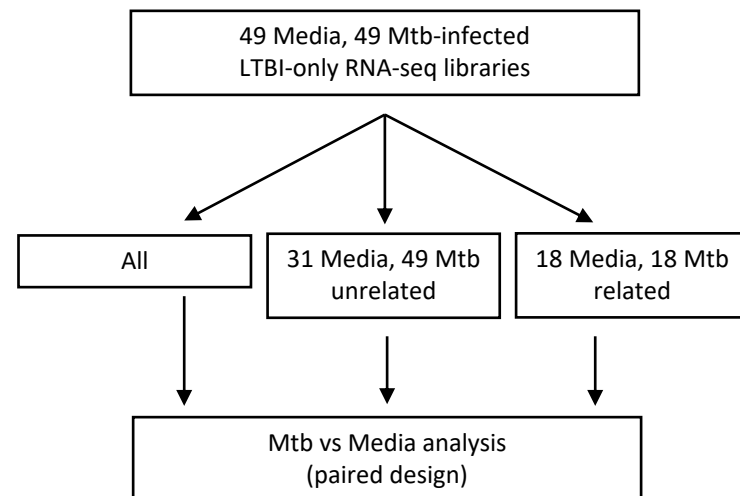 49 Media, 49 Mtb-infected
LTBI-only RNA-seq libraries
All
31 Media, 49 Mtb
unrelated
18 Media, 18 Mtb
related
Mtb vs Media analysis
(paired design)